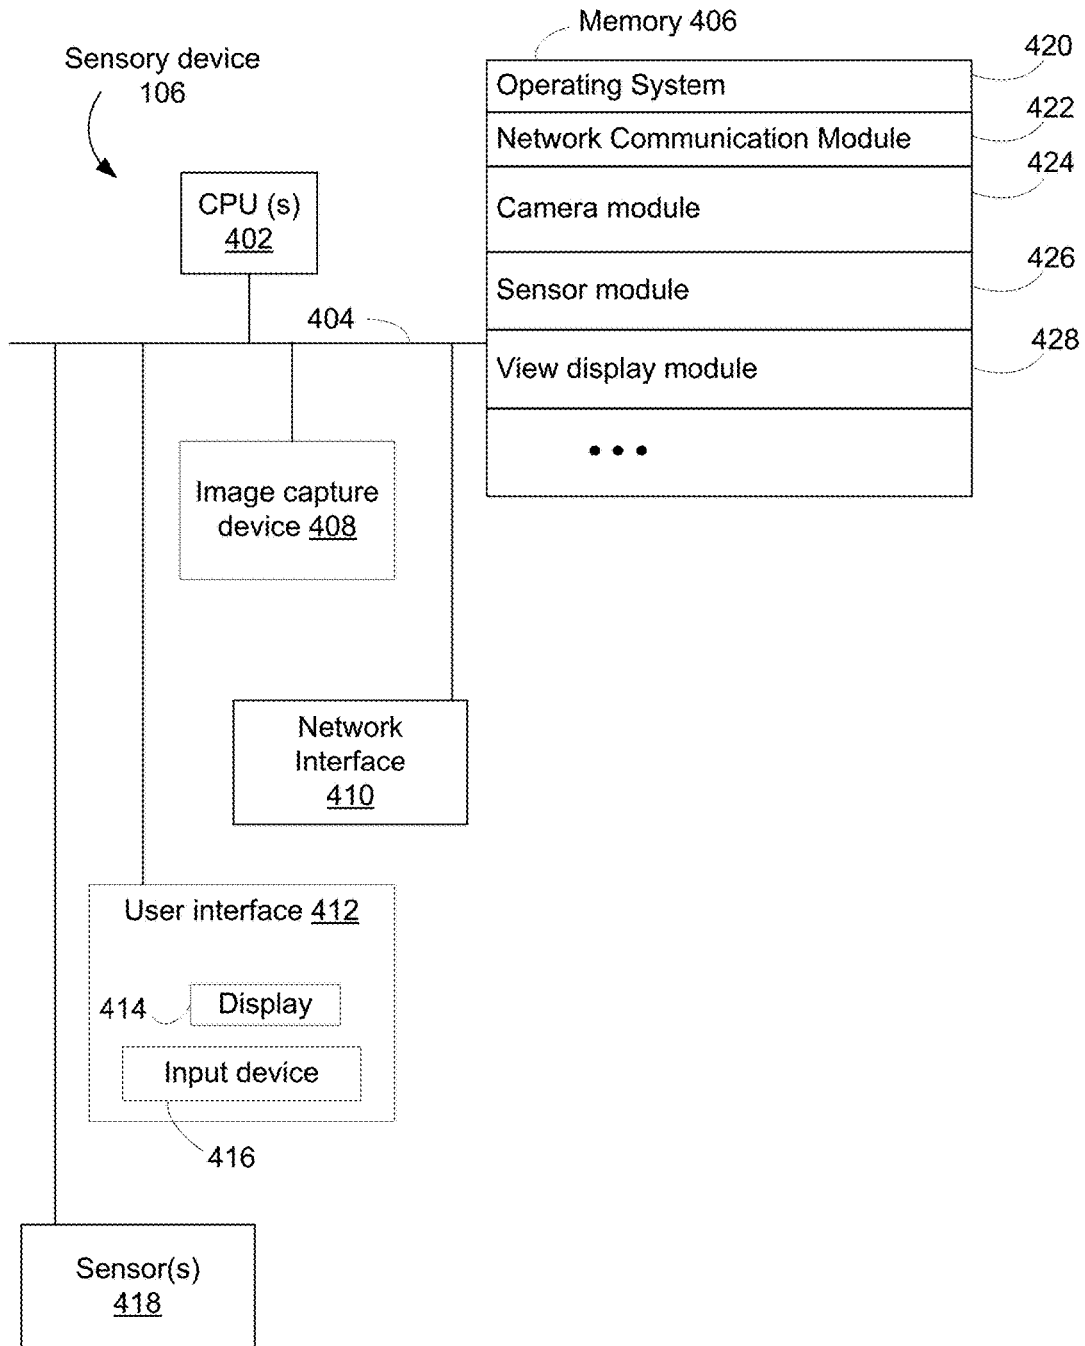 Memory 406
Sensory device
106
Operating System
420
Network Communication Module
422
Camera module
424
Sensor module
426
View display module
428
• • •
CPU (s)
402
404
Image capture
device 408
Network
Interface
410
User interface 412
414
Display
Input device
416
Sensor(s)
418